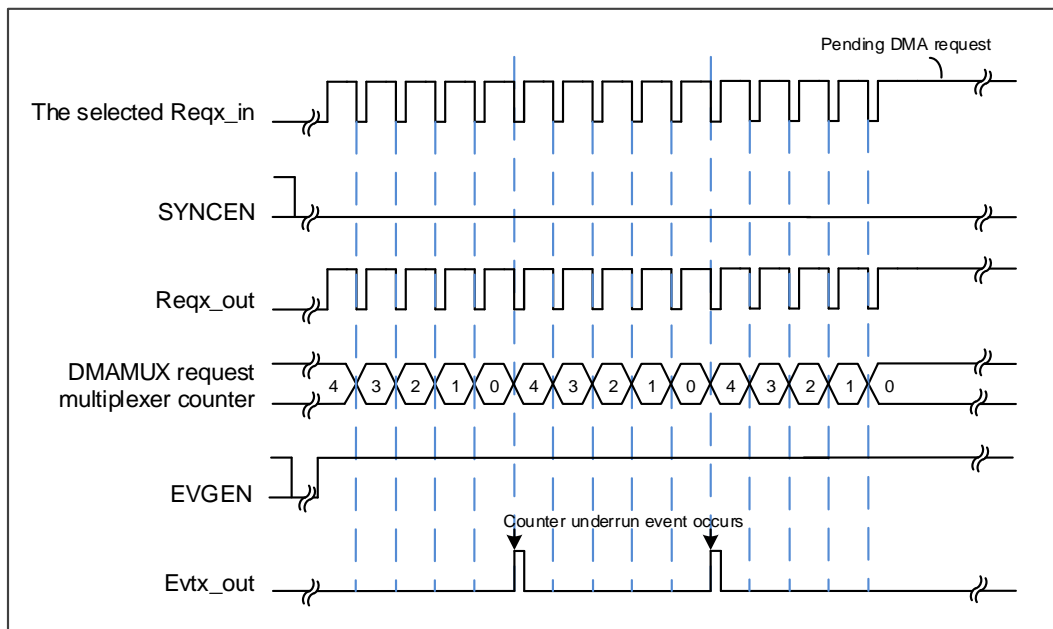 Pending DMA request
The selected Reqx_in
SYNCEN
Reqx_out
DMAMUX request
multiplexer counter
4 3 2 1 0 4 3 2 1 0 4 3 2 1 0
EVGEN
Counter underrun event occurs
Evtx_out